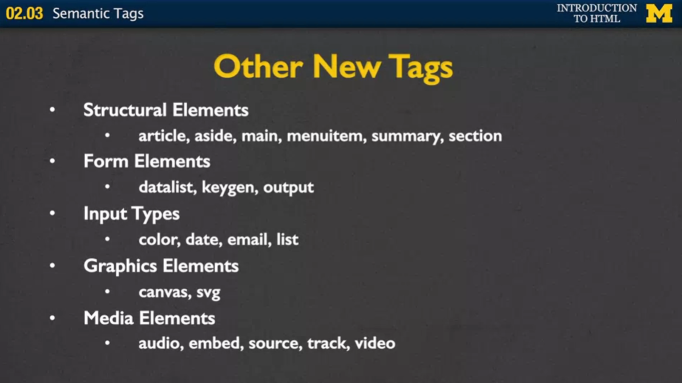 02.03 Semantic Tags
INTRODUCTION
TO HTML
M
Other New Tags
• Structural Elements
• article, aside, main, menuitem, summary, section
• Form Elements
• datalist, keygen, output
• Input Types
• color, date, email, list
• Graphics Elements
• canvas, svg
• Media Elements
• audio, embed, source, track, video